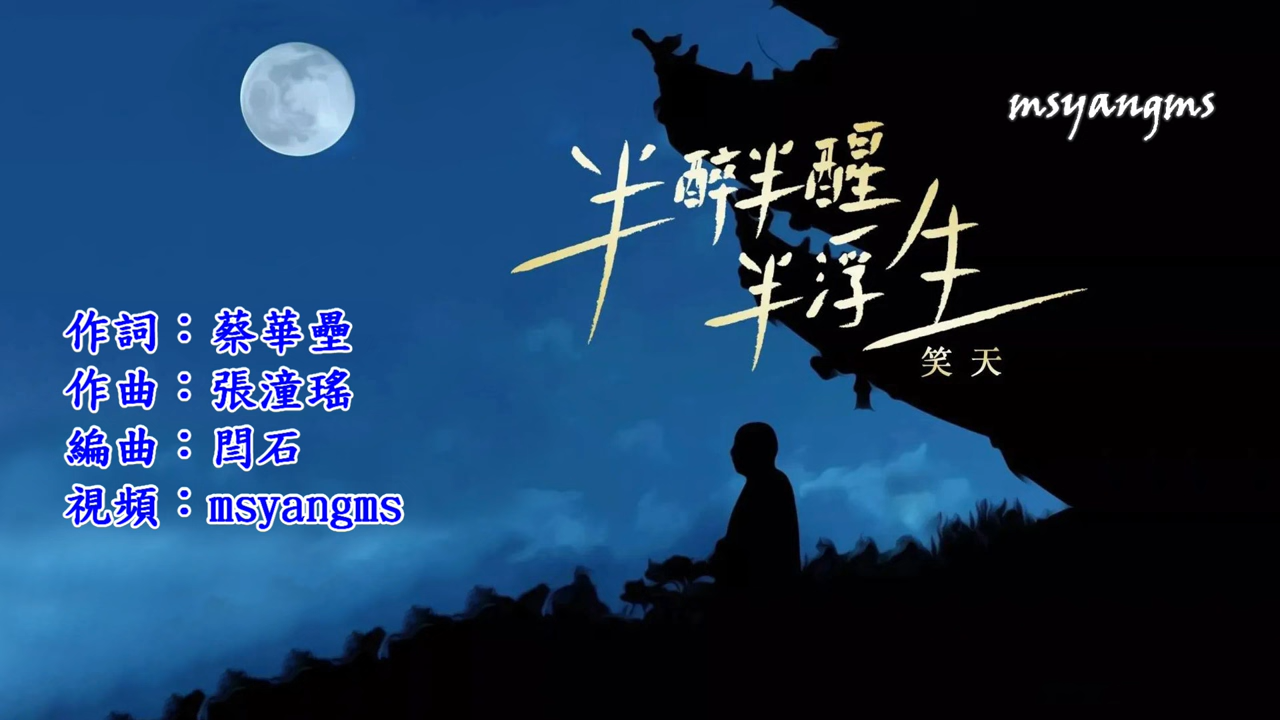 msyangms
半醉半醒
半浮生
笑天
作詞：蔡華壘
作曲：張潼瑤
編曲：閆石
視頻：msyangms